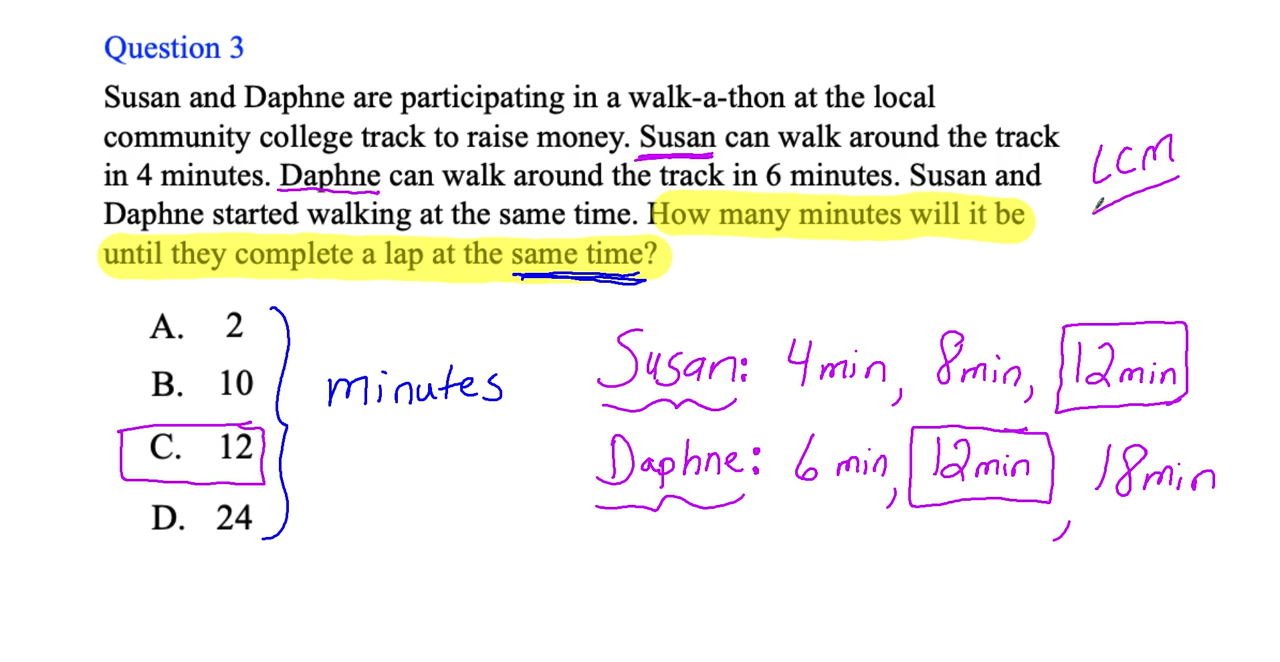 Question 3
Susan and Daphne are participating in a walk-a-thon at the local
community college track to raise money. Susan can walk around the track
in 4 minutes. Daphne can walk around the track in 6 minutes. Susan and
Daphne started walking at the same time. How many minutes will it be
until they complete a lap at the same time?
LCM
A. 2
B. 10
C. 12
D. 24
minutes
Susan: 4min, 8min, 12min
Daphne: 6 min, 12min, 18min